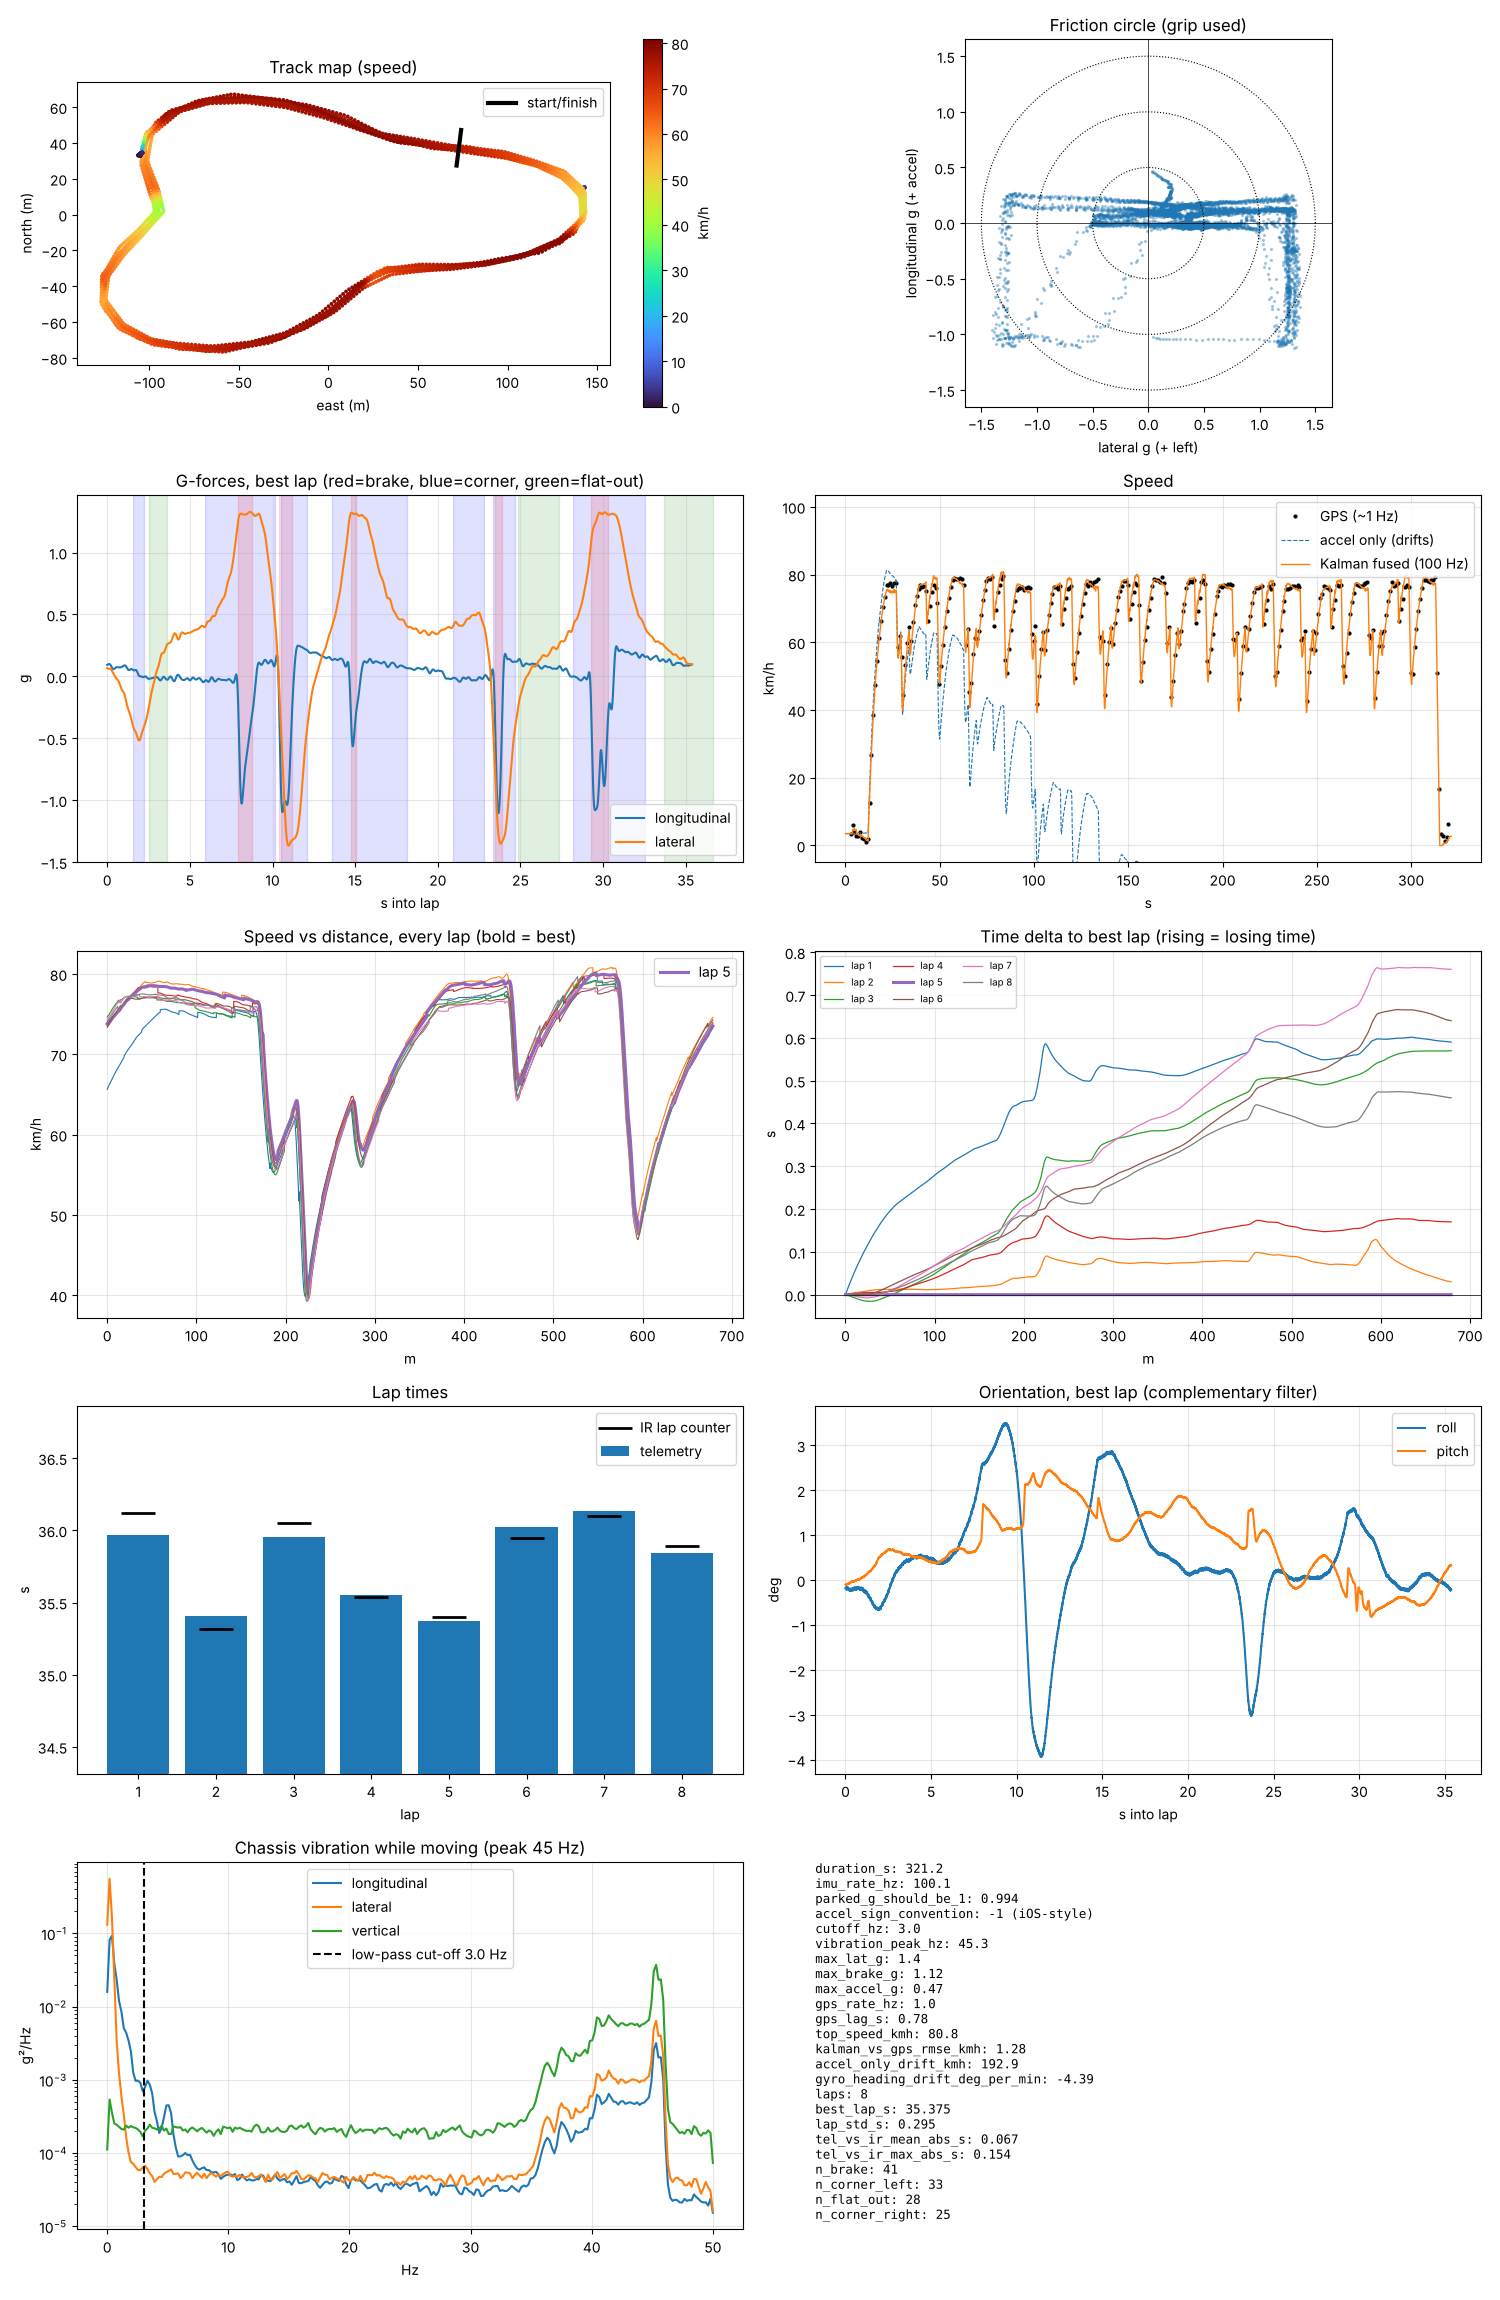 Track map (speed)
start/finish
60
40
20
0
−20
−40
−60
−80
north (m)
−100
−50
0
50
100
150
east (m)
80
70
60
50
40
30
20
10
0
km/h
Friction circle (grip used)
1.5
1.0
0.5
0.0
−0.5
−1.0
−1.5
longitudinal g (+ accel)
−1.5
−1.0
−0.5
0.0
0.5
1.0
1.5
lateral g (+ left)
G-forces, best lap (red=brake, blue=corner, green=flat-out)
1.0
0.5
0.0
−0.5
−1.0
−1.5
g
longitudinal
lateral
0
5
10
15
20
25
30
35
s into lap
Speed
GPS (~1 Hz)
accel only (drifts)
Kalman fused (100 Hz)
100
80
60
40
20
0
km/h
0
50
100
150
200
250
300
s
Speed vs distance, every lap (bold = best)
lap 5
80
70
60
50
40
km/h
0
100
200
300
400
500
600
700
m
Time delta to best lap (rising = losing time)
lap 1
lap 2
lap 3
lap 4
lap 5
lap 6
lap 7
lap 8
0.8
0.7
0.6
0.5
0.4
0.3
0.2
0.1
0.0
s
0
100
200
300
400
500
600
700
m
Lap times
IR lap counter
telemetry
36.5
36.0
35.5
35.0
34.5
s
1
2
3
4
5
6
7
8
lap
Orientation, best lap (complementary filter)
roll
pitch
3
2
1
0
−1
−2
−3
−4
deg
0
5
10
15
20
25
30
35
s into lap
Chassis vibration while moving (peak 45 Hz)
longitudinal
lateral
vertical
low-pass cut-off 3.0 Hz
10⁻¹
10⁻²
10⁻³
10⁻⁴
10⁻⁵
g²/Hz
0
10
20
30
40
50
Hz
duration_s: 321.2
imu_rate_hz: 100.1
parked_g_should_be_1: 0.994
accel_sign_convention: -1 (iOS-style)
cutoff_hz: 3.0
vibration_peak_hz: 45.3
max_lat_g: 1.4
max_brake_g: 1.12
max_accel_g: 0.47
gps_rate_hz: 1.0
gps_lag_s: 0.78
top_speed_kmh: 80.8
kalman_vs_gps_rmse_kmh: 1.28
accel_only_drift_kmh: 192.9
gyro_heading_drift_deg_per_min: -4.39
laps: 8
best_lap_s: 35.375
lap_std_s: 0.295
tel_vs_ir_mean_abs_s: 0.067
tel_vs_ir_max_abs_s: 0.154
n_brake: 41
n_corner_left: 33
n_flat_out: 28
n_corner_right: 25